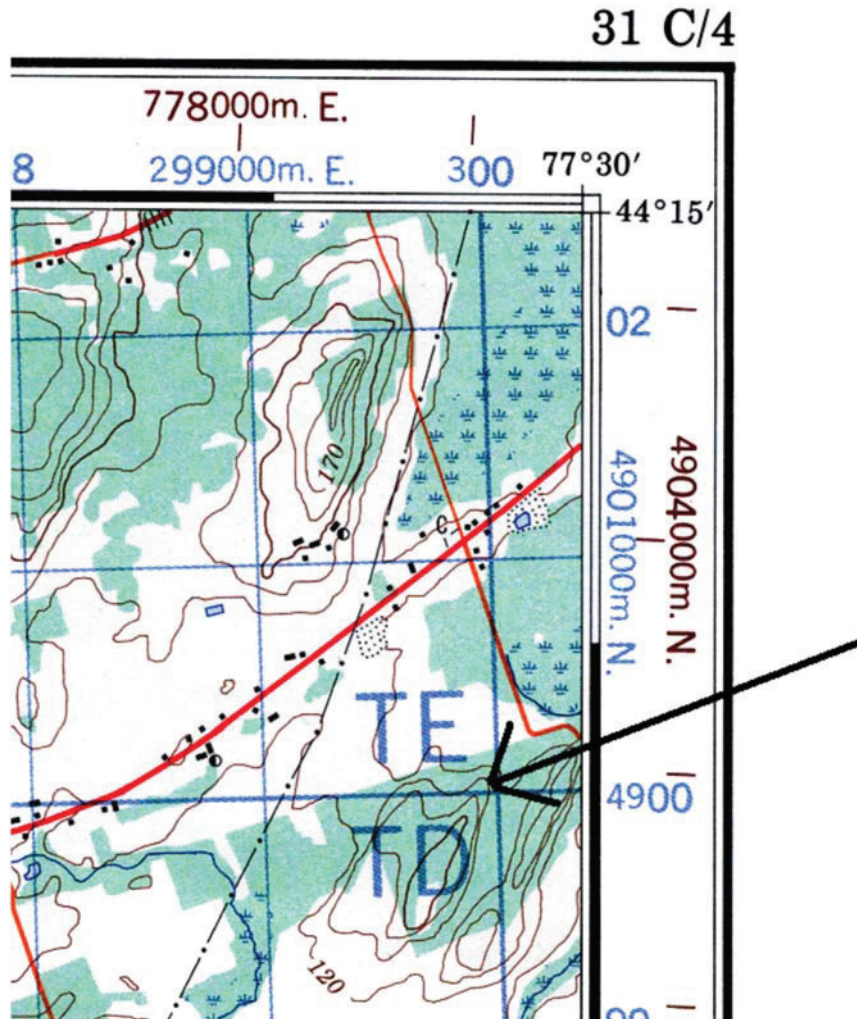 31 C/4
778000m. E.
8 299000m. E. 300 77°30′
44°15′
02
170
4901000m. N.
4904000m. N.
C
TE
4900
TD
120